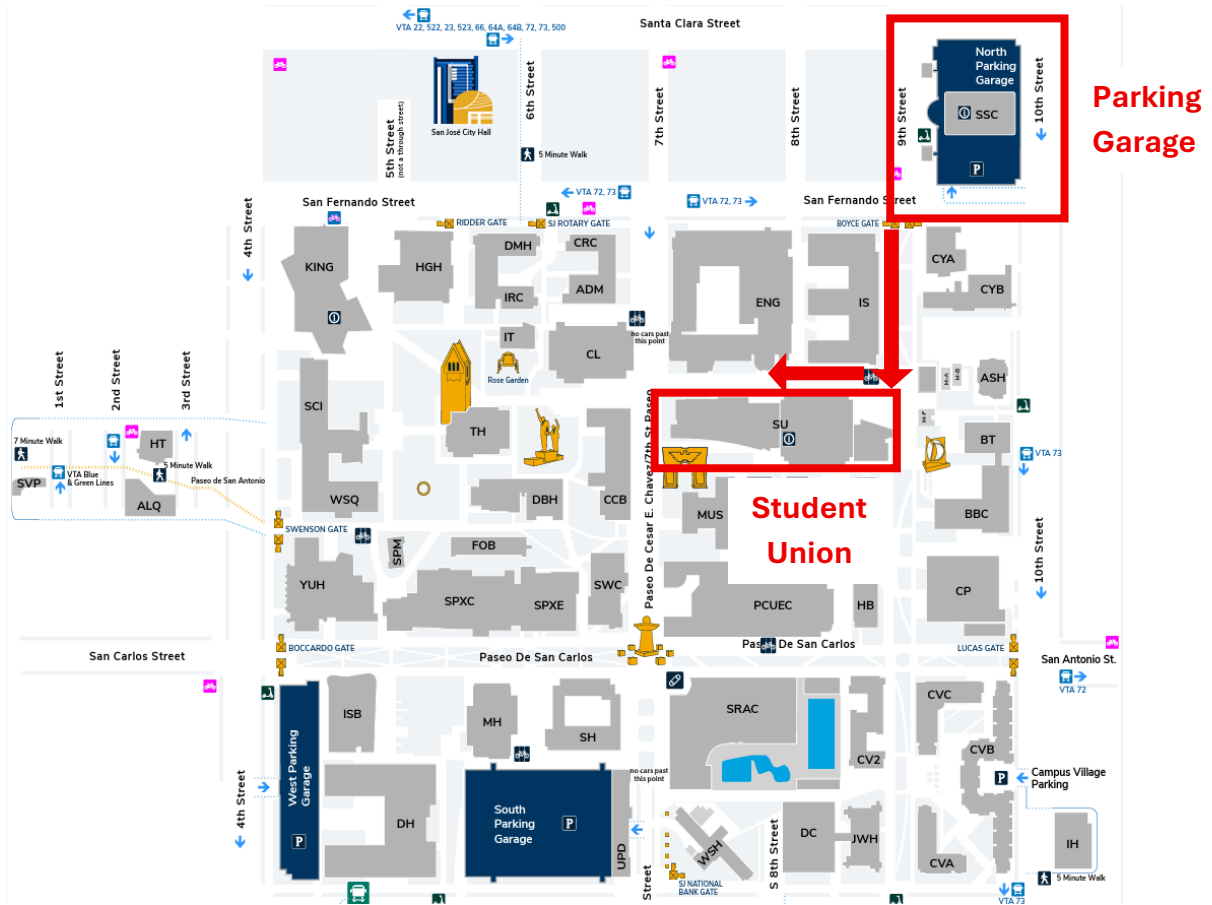 Santa Clara Street
VTA 22, 522, 23, 523, 66, 64A, 64B, 72, 73, 500
San José City Hall
5th Street
(not a through street)
6th Street
5 Minute Walk
7th Street
8th Street
9th Street
North
Parking
Garage
SSC
P
10th Street
Parking
Garage
San Fernando Street
VTA 72, 73
VTA 72, 73
San Fernando Street
RIDDER GATE
SJ ROTARY GATE
BOYCE GATE
4th Street
KING
HGH
DMH
IRC
CRC
ADM
ENG
IS
CYA
CYB
IT
Rose Garden
CL
no cars past
this point
M-A
M-B
ASH
1st Street
2nd Street
3rd Street
SCI
TH
Paseo De Cesar E. Chavez/7th St Paseo
SU
M-F
BT
VTA 73
7 Minute Walk
HT
5 Minute Walk
SVP
VTA Blue
& Green Lines
Paseo de San Antonio
ALQ
WSQ
DBH
CCB
MUS
Student
Union
BBC
SWENSON GATE
10th Street
YUH
SPM
FOB
SPXC
SPXE
SWC
PCUEC
HB
CP
San Carlos Street
BOCCARDO GATE
Paseo De San Carlos
Paseo De San Carlos
LUCAS GATE
San Antonio St.
VTA 72
West Parking
Garage
P
ISB
MH
SH
SRAC
CV2
CVC
CVB
no cars past
this point
P
Campus Village
Parking
4th Street
DH
South
Parking
Garage
P
UPD
Street
WSH
SJ NATIONAL
BANK GATE
S 8th Street
DC
JWH
CVA
IH
5 Minute Walk
VTA 73